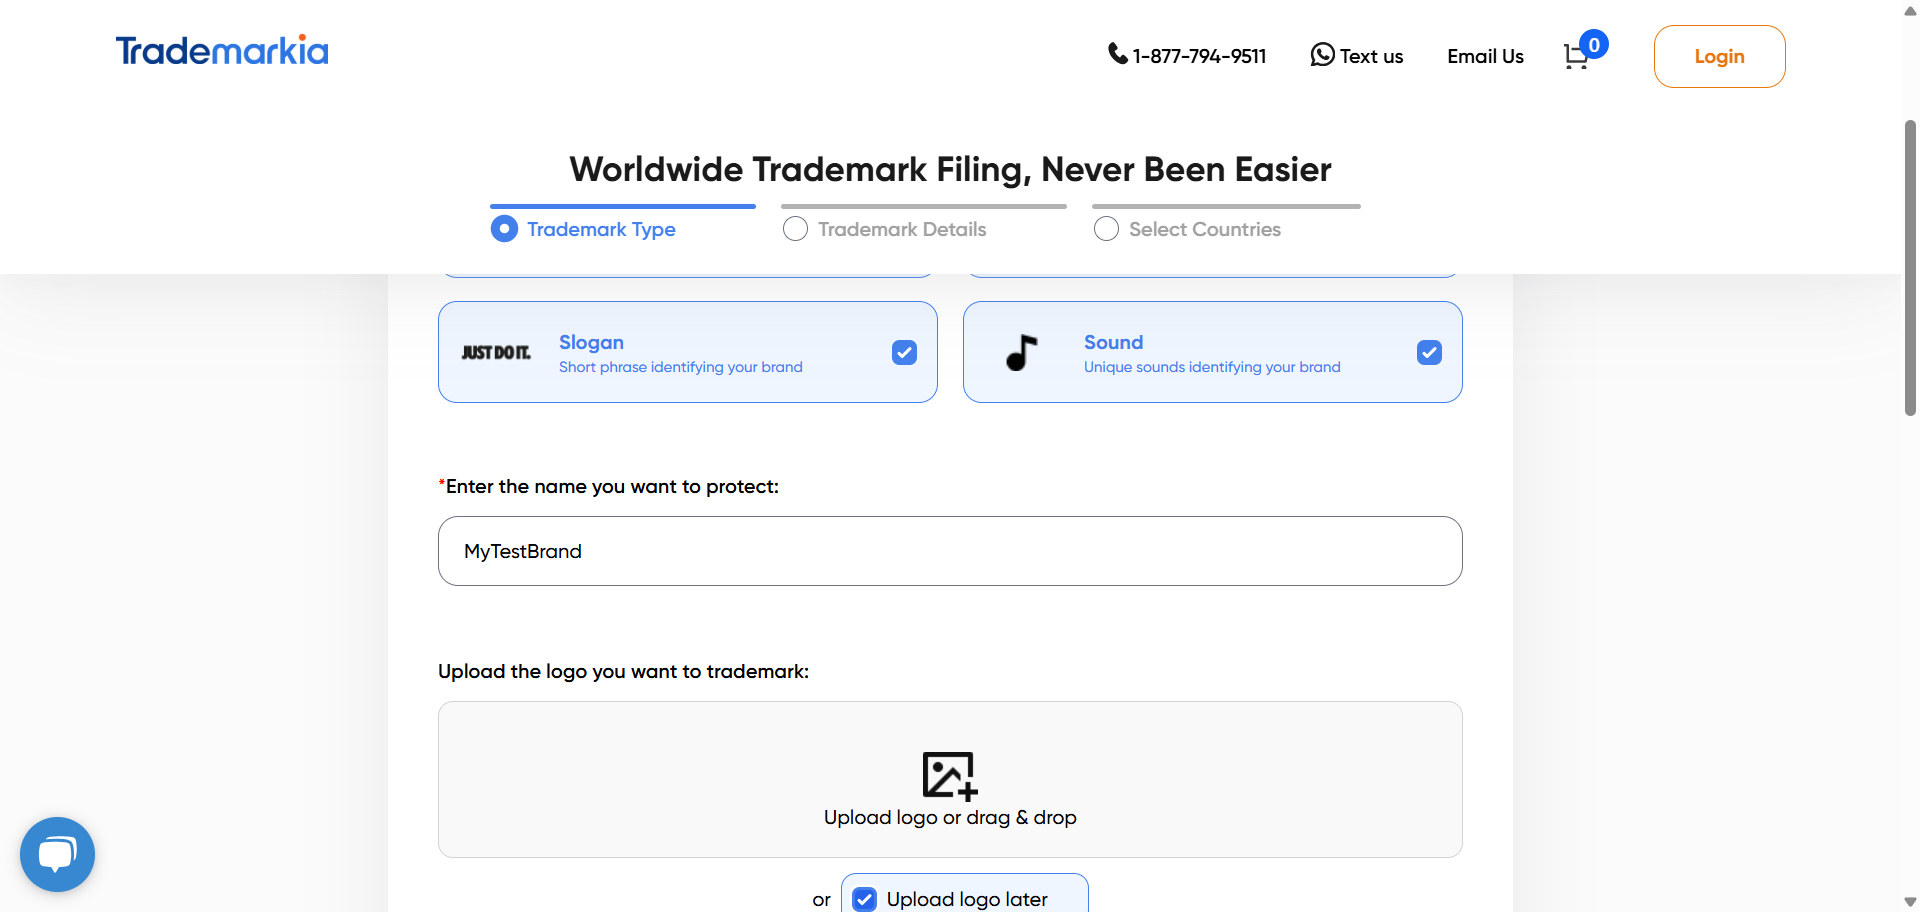 Trademarkia
1-877-794-9511
Text us
Email Us
0
Login
Worldwide Trademark Filing, Never Been Easier
Trademark Type
Trademark Details
Select Countries
JUST DO IT.
Slogan
Short phrase identifying your brand
Sound
Unique sounds identifying your brand
*Enter the name you want to protect:
MyTestBrand
Upload the logo you want to trademark:
Upload logo or drag & drop
or
Upload logo later